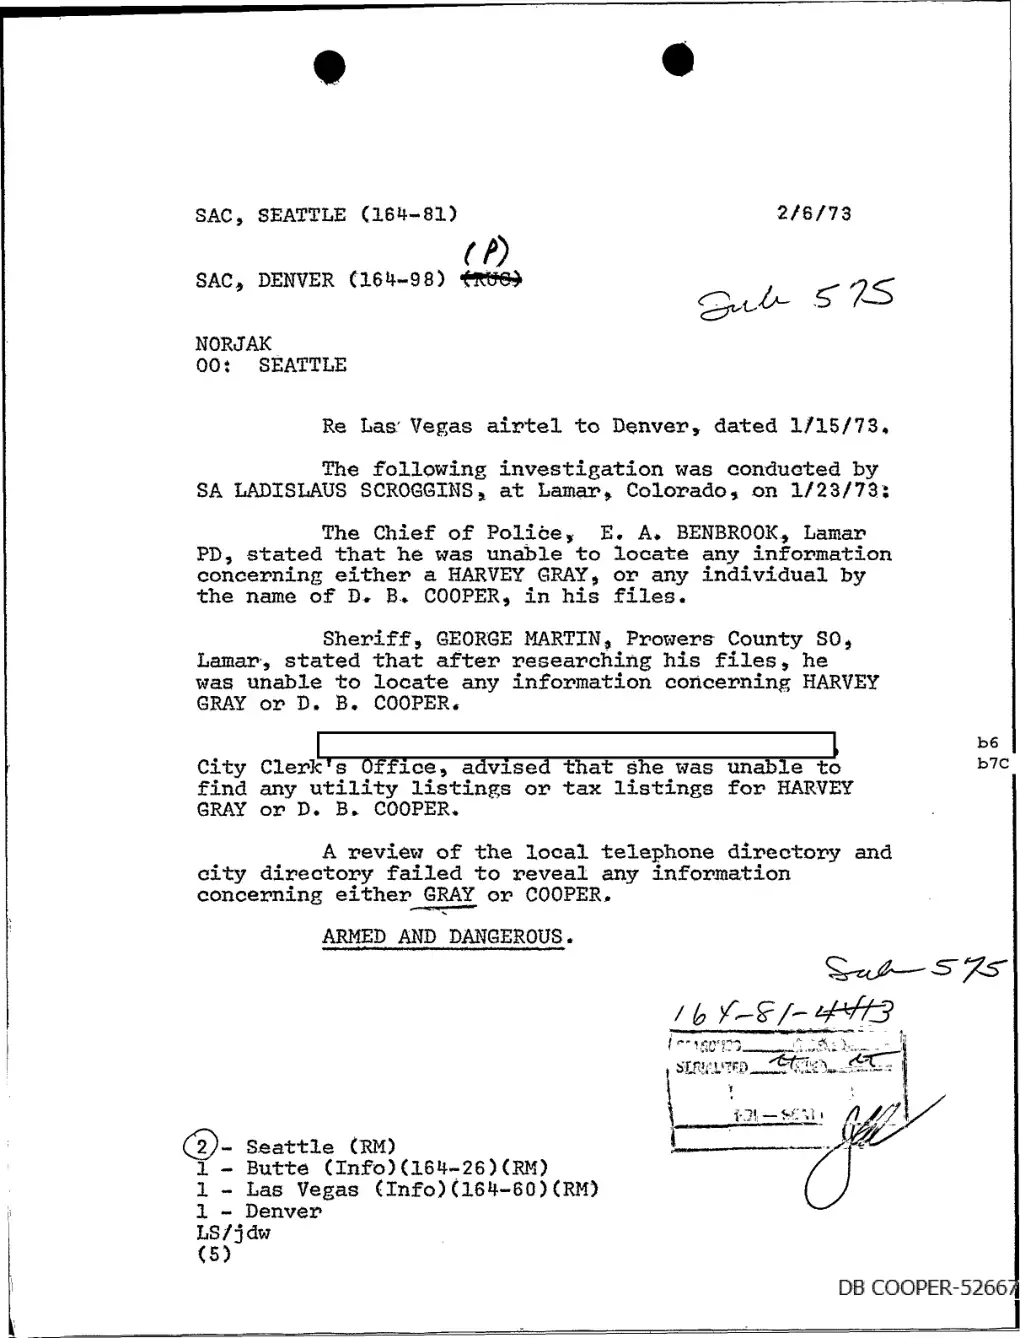 SAC, SEATTLE (164-81) 2/6/73
(P)
SAC, DENVER (164-98) (RUC)
Sub 575
NORJAK
OO: SEATTLE
Re Las Vegas airtel to Denver, dated 1/15/73.
The following investigation was conducted by
SA LADISLAUS SCROGGINS, at Lamar, Colorado, on 1/23/73:
The Chief of Police, E. A. BENBROOK, Lamar
PD, stated that he was unable to locate any information
concerning either a HARVEY GRAY, or any individual by
the name of D. B. COOPER, in his files.
Sheriff, GEORGE MARTIN, Prowers County SO,
Lamar, stated that after researching his files, he
was unable to locate any information concerning HARVEY
GRAY or D. B. COOPER.
b6
b7C
City Clerk's Office, advised that she was unable to
find any utility listings or tax listings for HARVEY
GRAY or D. B. COOPER.
A review of the local telephone directory and
city directory failed to reveal any information
concerning either GRAY or COOPER.
ARMED AND DANGEROUS.
Sub 575
164-81-4413
SERIALIZED
2 - Seattle (RM)
1 - Butte (Info)(164-26)(RM)
1 - Las Vegas (Info)(164-60)(RM)
1 - Denver
LS/jdw
(5)
DB COOPER-52667